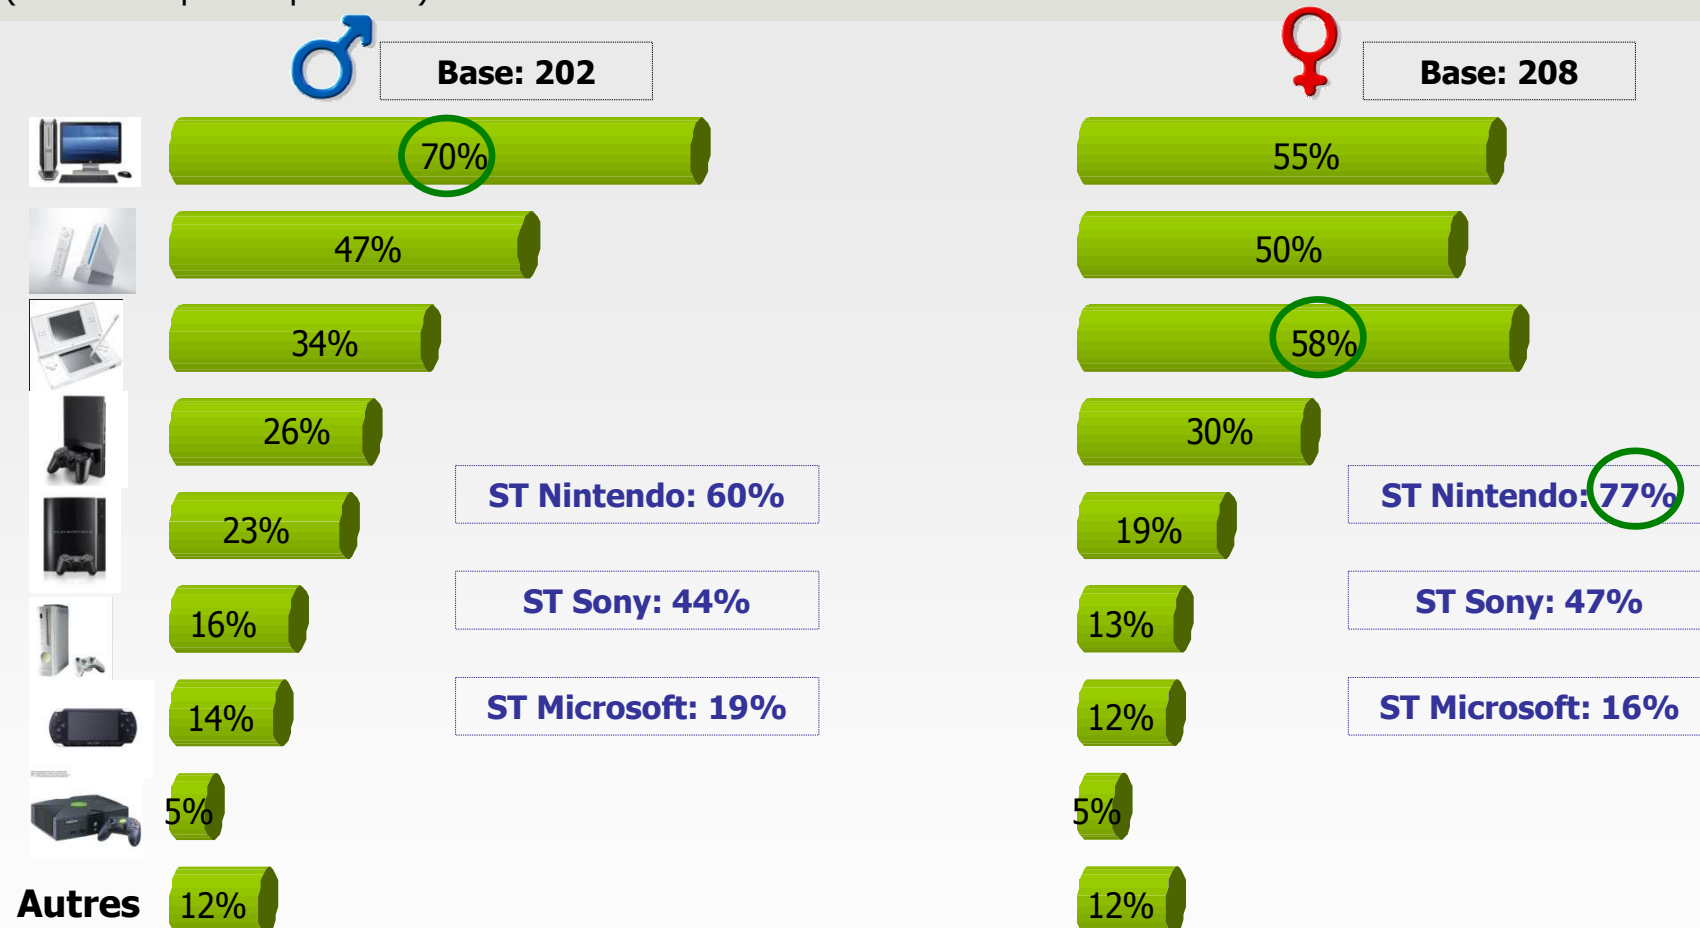 Base: 202
Base: 208
70%
55%
47%
50%
34%
58%
26%
30%
ST Nintendo: 60%
ST Nintendo: 77%
23%
19%
ST Sony: 44%
ST Sony: 47%
16%
13%
ST Microsoft: 19%
ST Microsoft: 16%
14%
12%
5%
5%
Autres
12%
12%